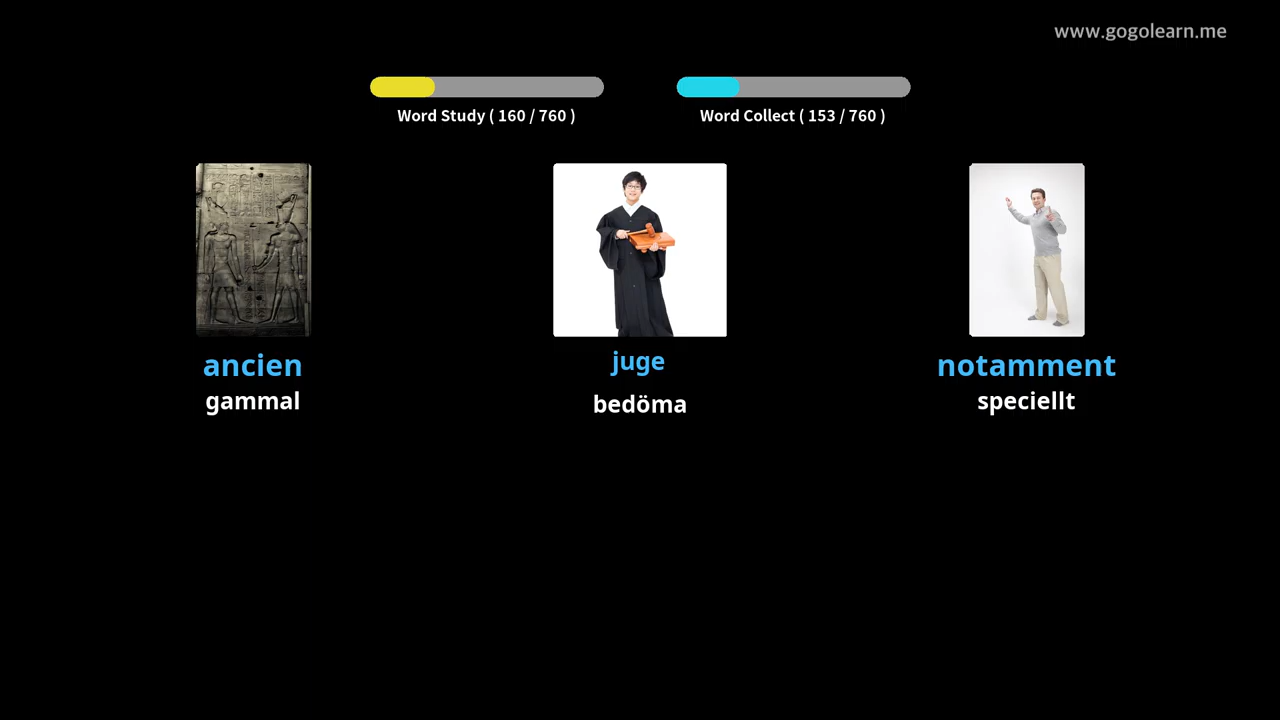 www.gogolearn.me
Word Study ( 160 / 760 )
Word Collect ( 153 / 760 )
ancien
gammal
juge
bedöma
notamment
speciellt